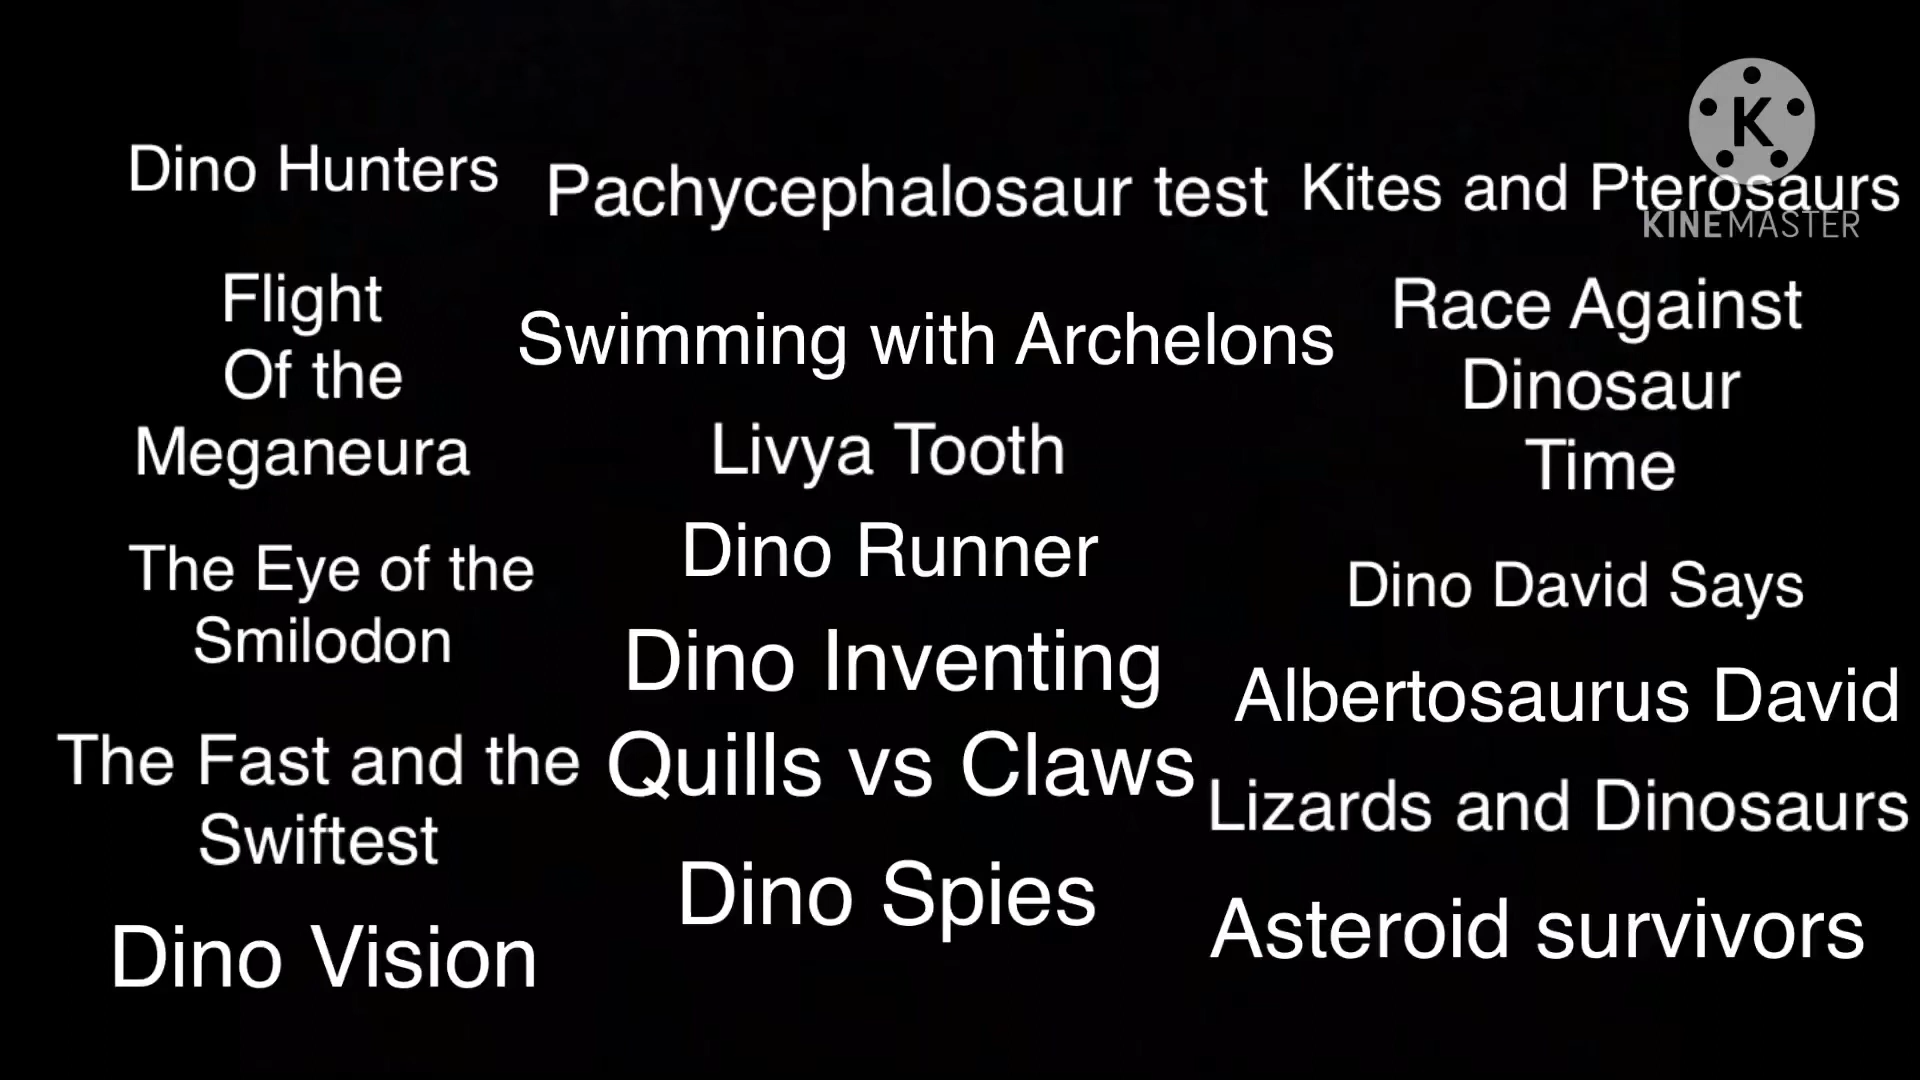 Dino Hunters
Flight
Of the
Meganeura
The Eye of the
Smilodon
The Fast and the
Swiftest
Dino Vision
Pachycephalosaur test
Swimming with Archelons
Livya Tooth
Dino Runner
Dino Inventing
Quills vs Claws
Dino Spies
Kites and Pterosaurs
Race Against
Dinosaur
Time
Dino David Says
Albertosaurus David
Lizards and Dinosaurs
Asteroid survivors
K
KINEMASTER